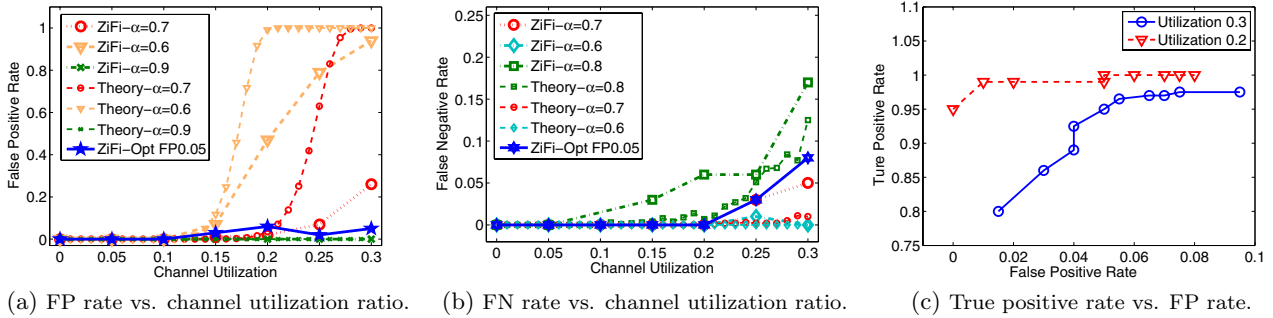 False Positive Rate
1
0.8
0.6
0.4
0.2
0
ZiFi-α=0.7
ZiFi-α=0.6
ZiFi-α=0.9
Theory-α=0.7
Theory-α=0.6
Theory-α=0.9
ZiFi-Opt FP0.05
0 0.05 0.1 0.15 0.2 0.25 0.3
Channel Utilization
(a) FP rate vs. channel utilization ratio.
False Negative Rate
0.25
0.20
0.15
0.1
0.05
0
ZiFi-α=0.7
ZiFi-α=0.6
ZiFi-α=0.8
Theory-α=0.8
Theory-α=0.7
Theory-α=0.6
ZiFi-Opt FP0.05
0 0.05 0.1 0.15 0.2 0.25 0.3
Channel Utilization
(b) FN rate vs. channel utilization ratio.
Ture Positive Rate
1.1
1.05
1
0.95
0.9
0.85
0.8
0.75
Utilization 0.3
Utilization 0.2
0 0.02 0.04 0.06 0.08 0.1
False Positive Rate
(c) True positive rate vs. FP rate.